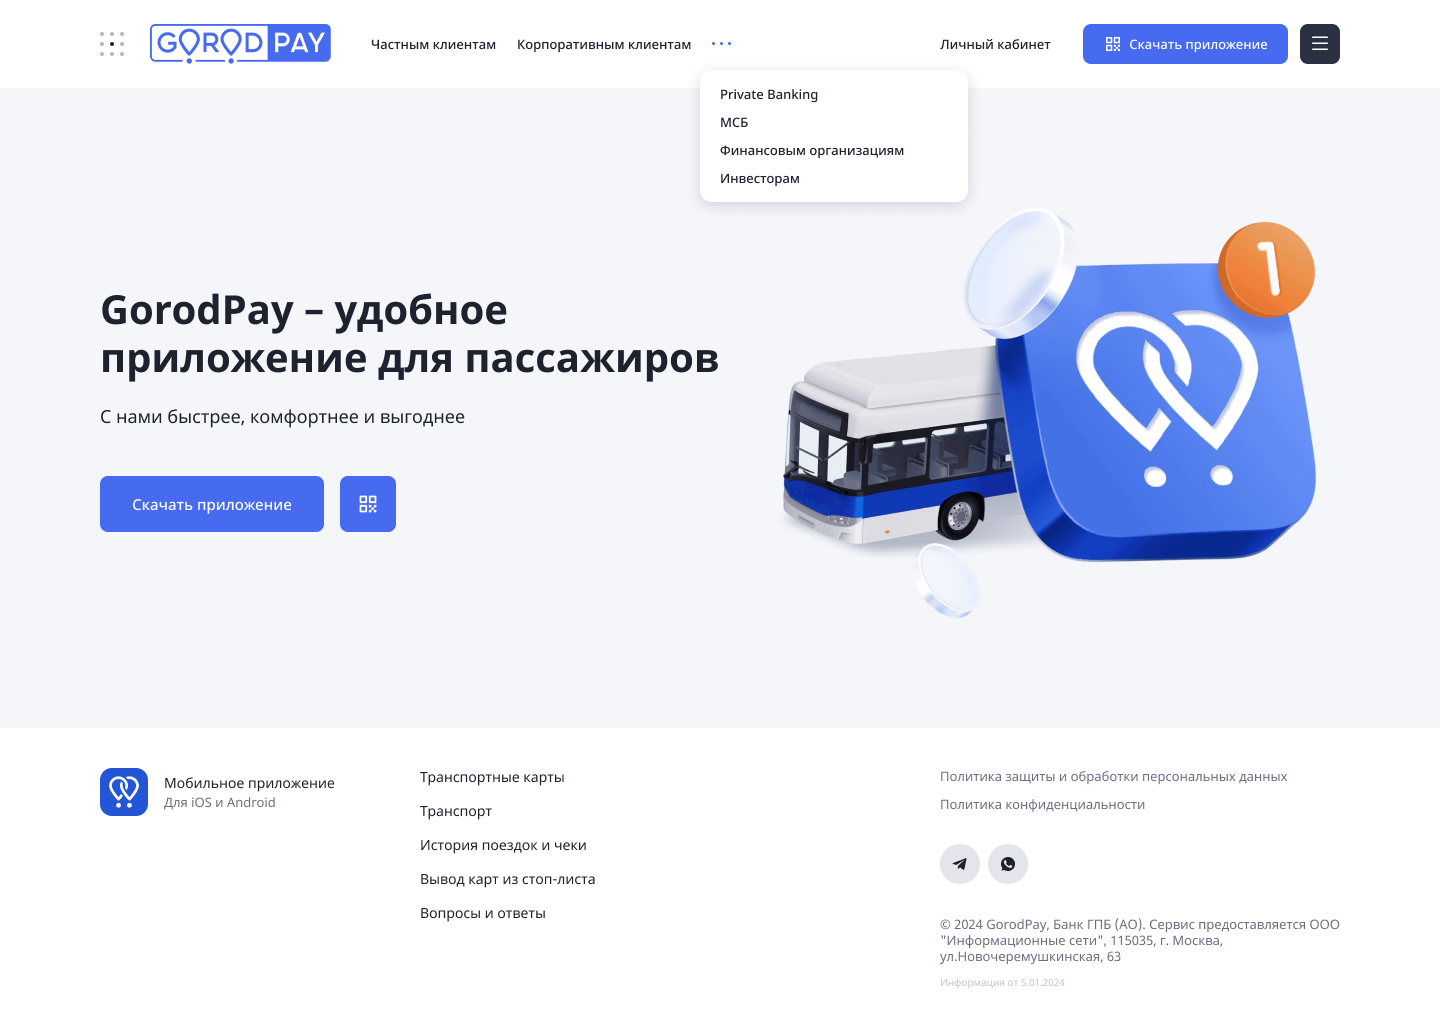 GOROD PAY
Частным клиентам
Корпоративным клиентам
Личный кабинет
Скачать приложение
Private Banking
МСБ
Финансовым организациям
Инвесторам
GorodPay – удобное
приложение для пассажиров
С нами быстрее, комфортнее и выгоднее
Скачать приложение
1
Мобильное приложение
Для iOS и Android
Транспортные карты
Транспорт
История поездок и чеки
Вывод карт из стоп-листа
Вопросы и ответы
Политика защиты и обработки персональных данных
Политика конфиденциальности
© 2024 GorodPay, Банк ГПБ (АО). Сервис предоставляется ООО
"Информационные сети", 115035, г. Москва,
ул.Новочеремушкинская, 63
Информация от 5.01.2024